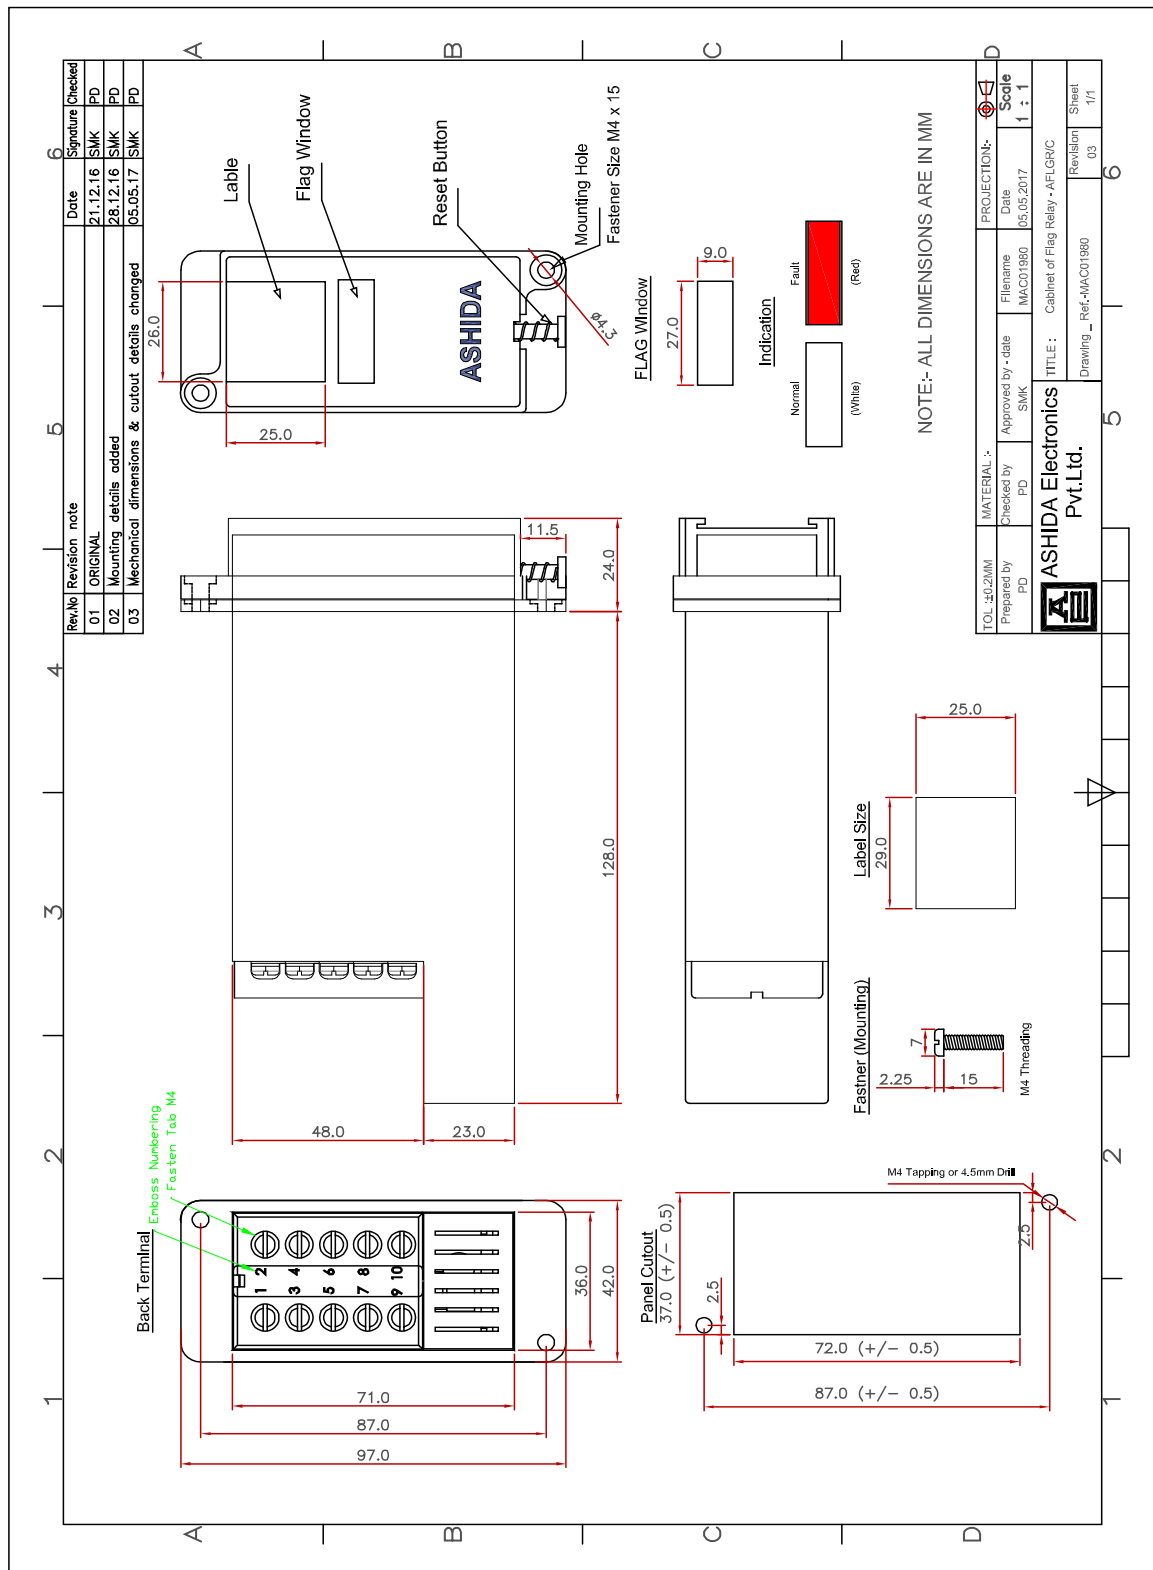 1 2 3 4 5 6
A
B
C
D
Rev.No Revision note Date Signature Checked
01 ORIGINAL 21.12.16 SMK PD
02 Mounting details added 28.12.16 SMK PD
03 Mechanical dimensions & cutout details changed 05.05.17 SMK PD
Back Terminal
Emboss Numbering
Fasten Tab M4
1 2
3 4
5 6
7 8
9 10
36.0
42.0
71.0
87.0
97.0
48.0
23.0
128.0
24.0
11.5
26.0
25.0
Lable
Flag Window
Reset Button
Mounting Hole
Fastener Size M4 x 15
ø4.3
ASHIDA
FLAG Window
27.0
9.0
Indication
Normal
(White)
Fault
(Red)
Panel Cutout
37.0 (+/- 0.5)
2.5
72.0 (+/- 0.5)
87.0 (+/- 0.5)
M4 Tapping or 4.5mm Drill
2.5
Fastner (Mounting)
7
2.25
15
M4 Threading
Label Size
29.0
25.0
NOTE:- ALL DIMENSIONS ARE IN MM
TOL :±0.2MM MATERIAL :- PROJECTION:-
Prepared by Checked by Approved by - date Filename Date Scale
PD PD SMK MAC01980 05.05.2017 1 : 1
ASHIDA Electronics
Pvt.Ltd.
TITLE : Cabinet of Flag Relay - AFLGR/C
Drawing _ Ref.-MAC01980 Revision Sheet
03 1/1
1 2 3 5 6
A
B
C
D